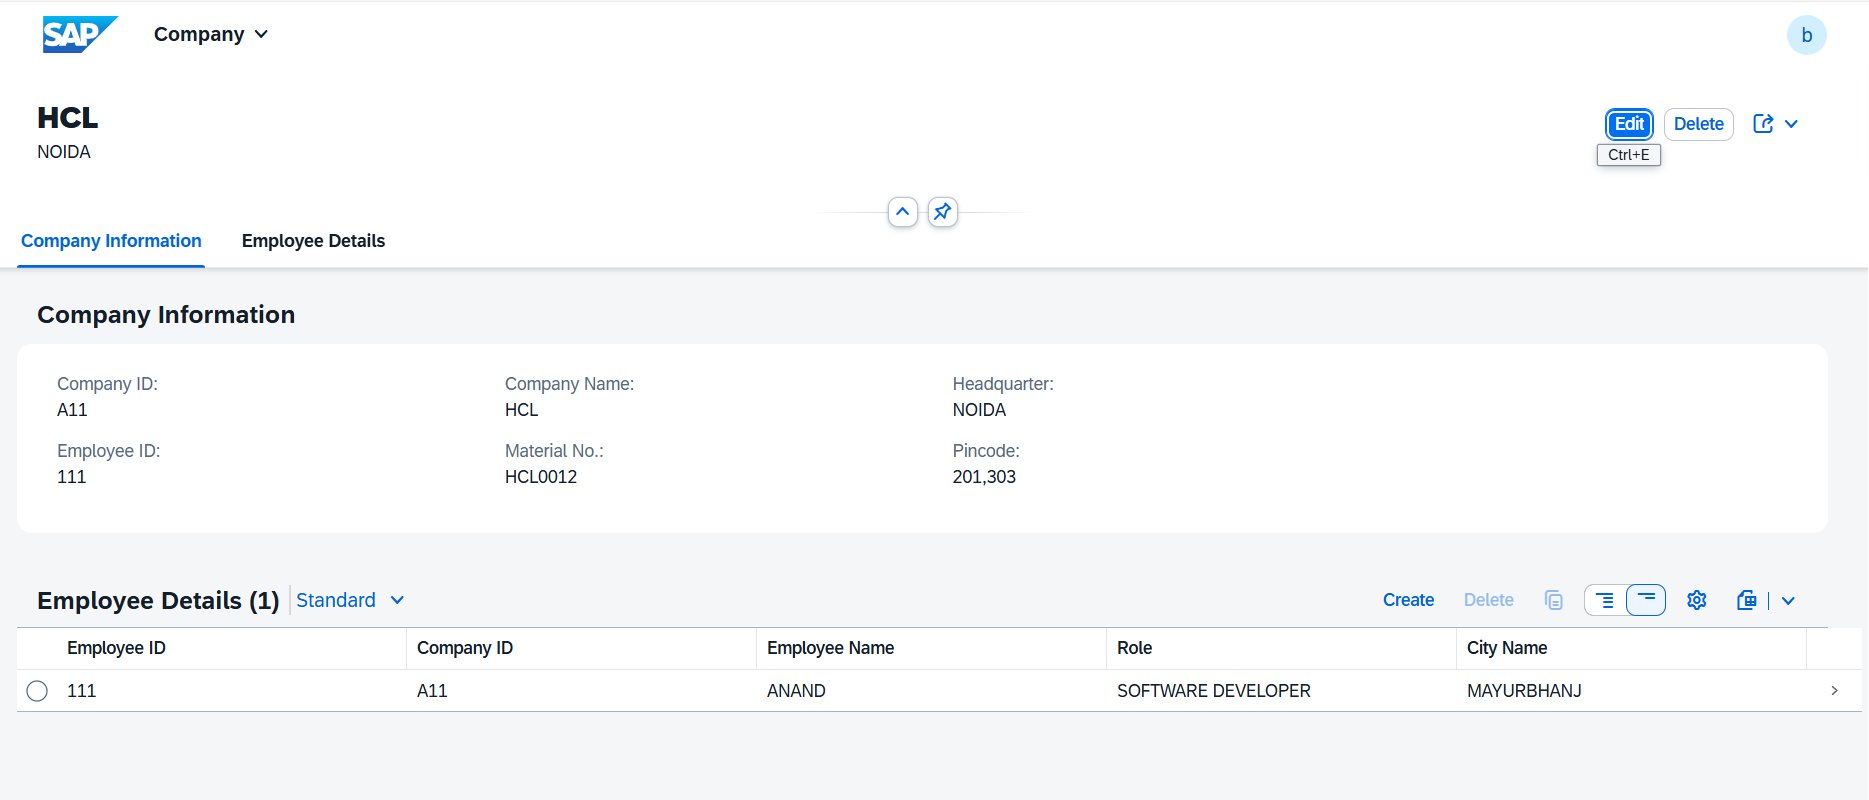 SAP Company b
HCL
NOIDA
Edit Delete
Ctrl+E
Company Information Employee Details
Company Information
Company ID: Company Name: Headquarter:
A11 HCL NOIDA
Employee ID: Material No.: Pincode:
111 HCL0012 201,303
Employee Details (1) Standard Create Delete
Employee ID Company ID Employee Name Role City Name
111 A11 ANAND SOFTWARE DEVELOPER MAYURBHANJ